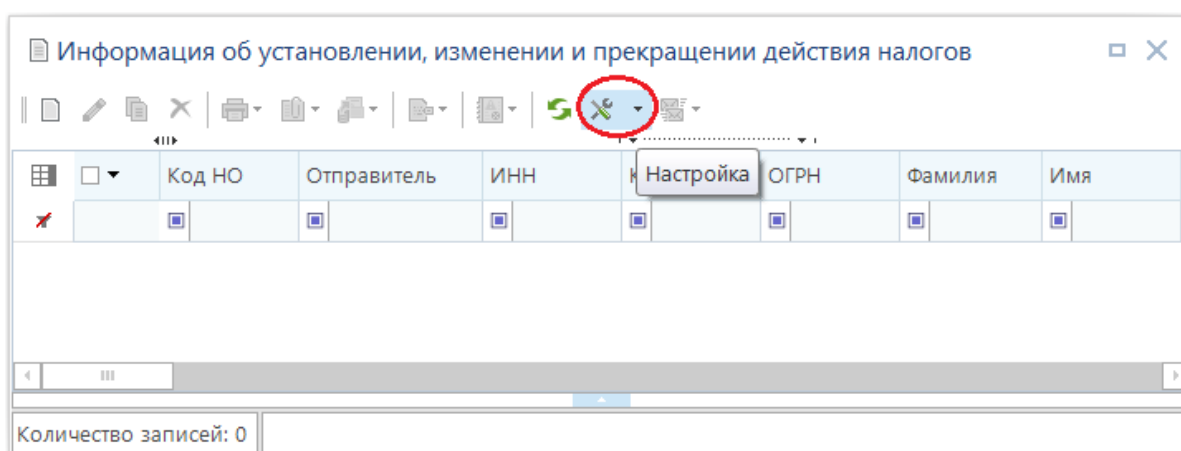 Информация об установлении, изменении и прекращении действия налогов
Код НО Отправитель ИНН К Настройка ОГРН Фамилия Имя
Количество записей: 0